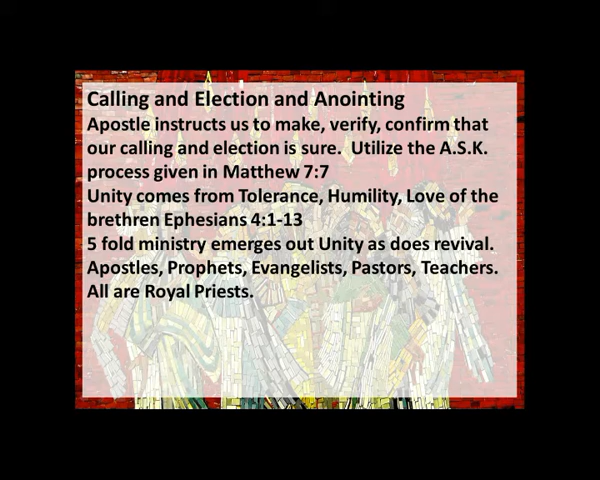 Calling and Election and Anointing
Apostle instructs us to make, verify, confirm that
our calling and election is sure.  Utilize the A.S.K.
process given in Matthew 7:7
Unity comes from Tolerance, Humility, Love of the
brethren Ephesians 4:1-13
5 fold ministry emerges out Unity as does revival.
Apostles, Prophets, Evangelists, Pastors, Teachers.
All are Royal Priests.